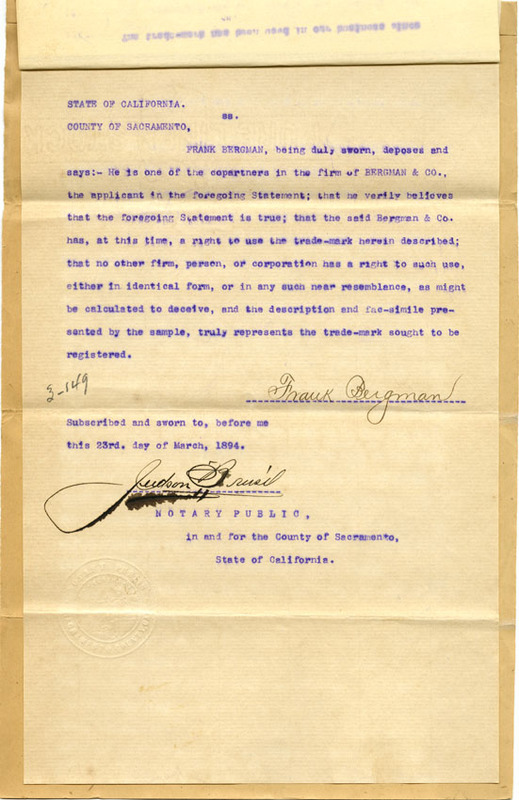 STATE OF CALIFORNIA.
ss.
COUNTY OF SACRAMENTO,
FRANK BERGMAN, being duly sworn, deposes and
says:- He is one of the copartners in the firm of BERGMAN & CO.,
the applicant in the foregoing Statement; that he verily believes
that the foregoing Statement is true; that the said Bergman & Co.
has, at this time, a right to use the trade-mark herein described;
that no other firm, person, or corporation has a right to such use,
either in identical form, or in any such near resemblance, as might
be calculated to deceive, and the description and fac-simile pre-
sented by the sample, truly represents the trade-mark sought to be
registered.
3-149
Frank Bergman
Subscribed and sworn to, before me
this 23rd. day of March, 1894.
Judson
NOTARY PUBLIC,
in and for the County of Sacramento,
State of California.